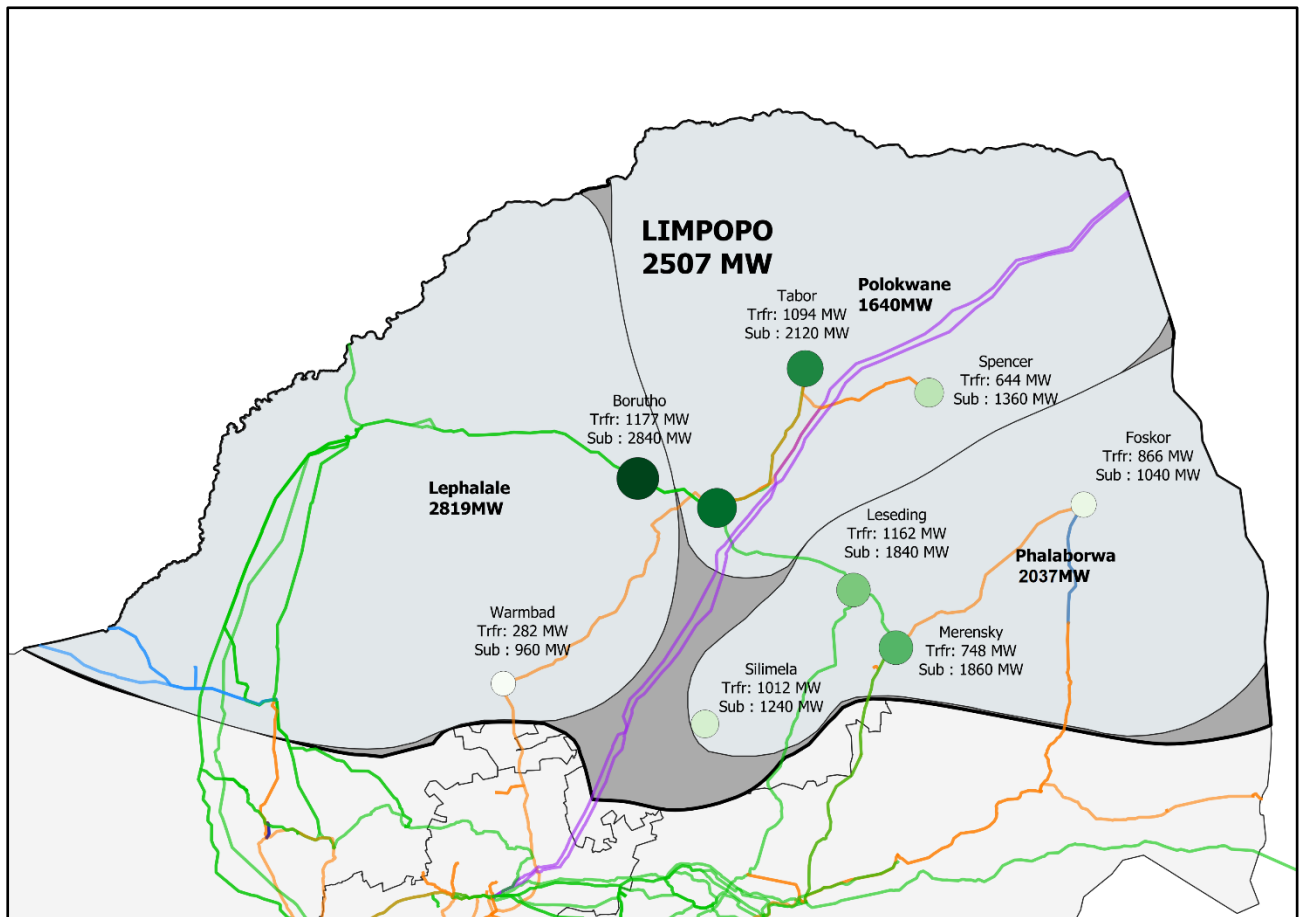 LIMPOPO
2507 MW
Tabor
Trfr: 1094 MW
Sub : 2120 MW
Polokwane
1640MW
Spencer
Trfr: 644 MW
Sub : 1360 MW
Borutho
Trfr: 1177 MW
Sub : 2840 MW
Foskor
Trfr: 866 MW
Sub : 1040 MW
Lephalale
2819MW
Leseding
Trfr: 1162 MW
Sub : 1840 MW
Phalaborwa
2037MW
Warmbad
Trfr: 282 MW
Sub : 960 MW
Merensky
Trfr: 748 MW
Sub : 1860 MW
Silimela
Trfr: 1012 MW
Sub : 1240 MW